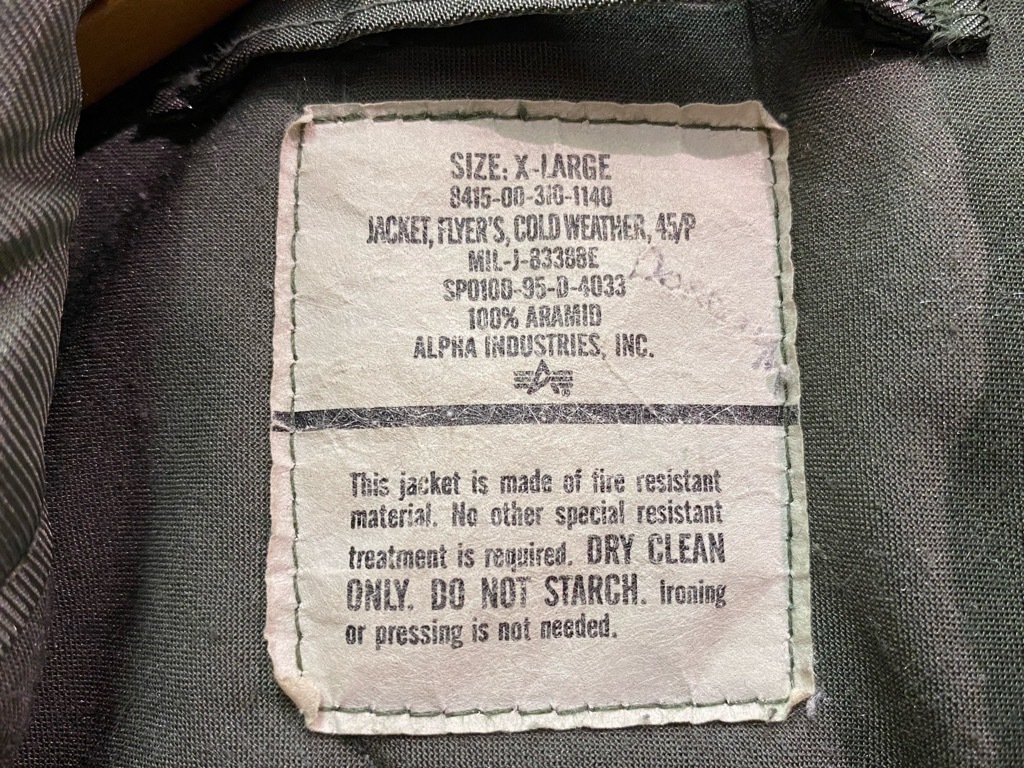 SIZE: X-LARGE
8415-00-310-1140
JACKET, FLYER'S, COLD WEATHER, 45/P
MIL-J-83388E
SP0100-95-D-4033
100% ARAMID
ALPHA INDUSTRIES, INC.
This jacket is made of fire resistant
material. No other special resistant
treatment is required. DRY CLEAN
ONLY. DO NOT STARCH. Ironing
or pressing is not needed.